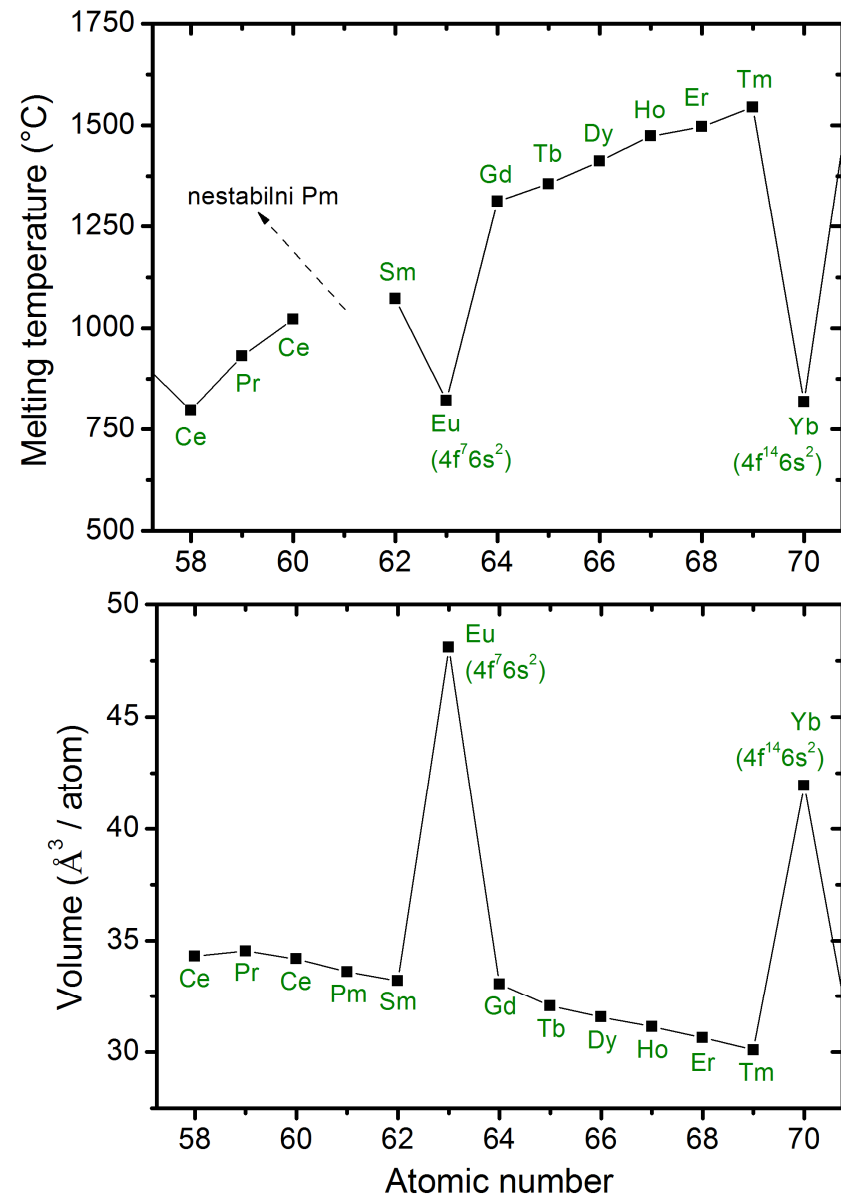 1750
1500
1250
1000
750
500
Melting temperature (°C)
nestabilni Pm
Ce
Pr
Ce
Sm
Eu
(4f⁷6s²)
Gd
Tb
Dy
Ho
Er
Tm
Yb
(4f¹⁴6s²)
58 60 62 64 66 68 70
50
45
40
35
30
Volume (Å³ / atom)
Ce
Pr
Ce
Pm
Sm
Eu
(4f⁷6s²)
Gd
Tb
Dy
Ho
Er
Tm
Yb
(4f¹⁴6s²)
58 60 62 64 66 68 70
Atomic number